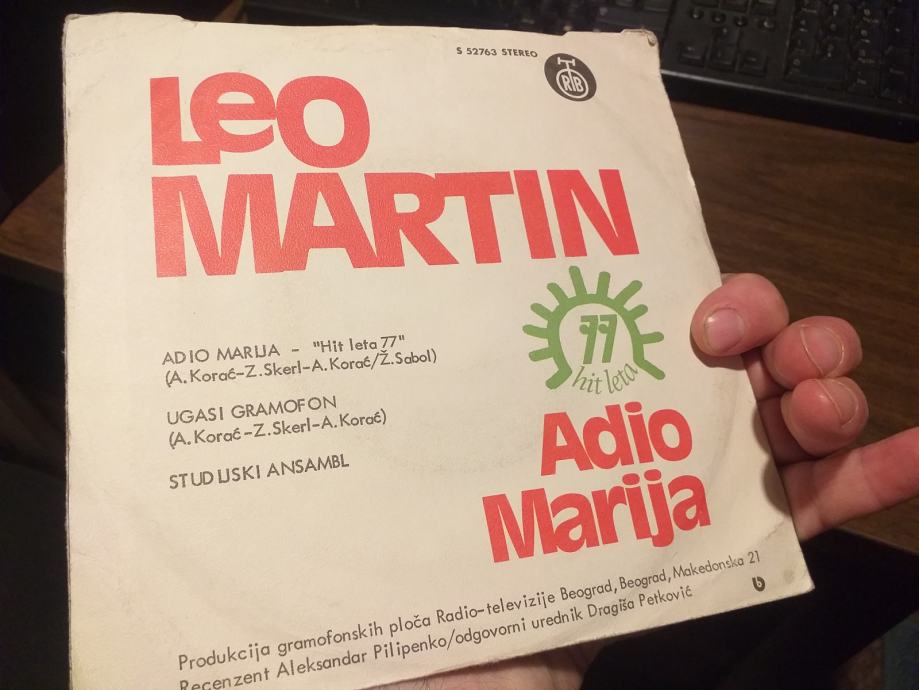 S 52763 STEREO
RTB
Leo
MARTIN
77
hit leta
ADIO MARIJA - "Hit leta 77"
(A. Korać-Z. Skerl-A. Korać/Ž. Sabol)
UGASI GRAMOFON
(A. Korać-Z. Skerl-A. Korać)
STUDIJSKI ANSAMBL
Adio
Marija
Produkcija gramofonskih ploča Radio-televizije Beograd, Beograd, Makedonska 21
Recenzent Aleksandar Pilipenko/odgovorni urednik Dragiša Petković
b